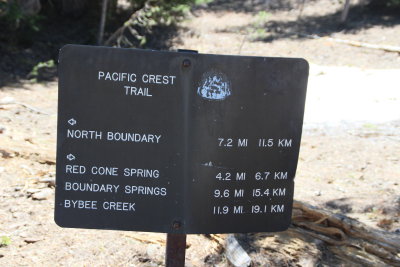 PACIFIC CREST
TRAIL
NORTH BOUNDARY 7.2 MI 11.5 KM
RED CONE SPRING 4.2 MI 6.7 KM
BOUNDARY SPRINGS 9.6 MI 15.4 KM
BYBEE CREEK 11.9 MI 19.1 KM